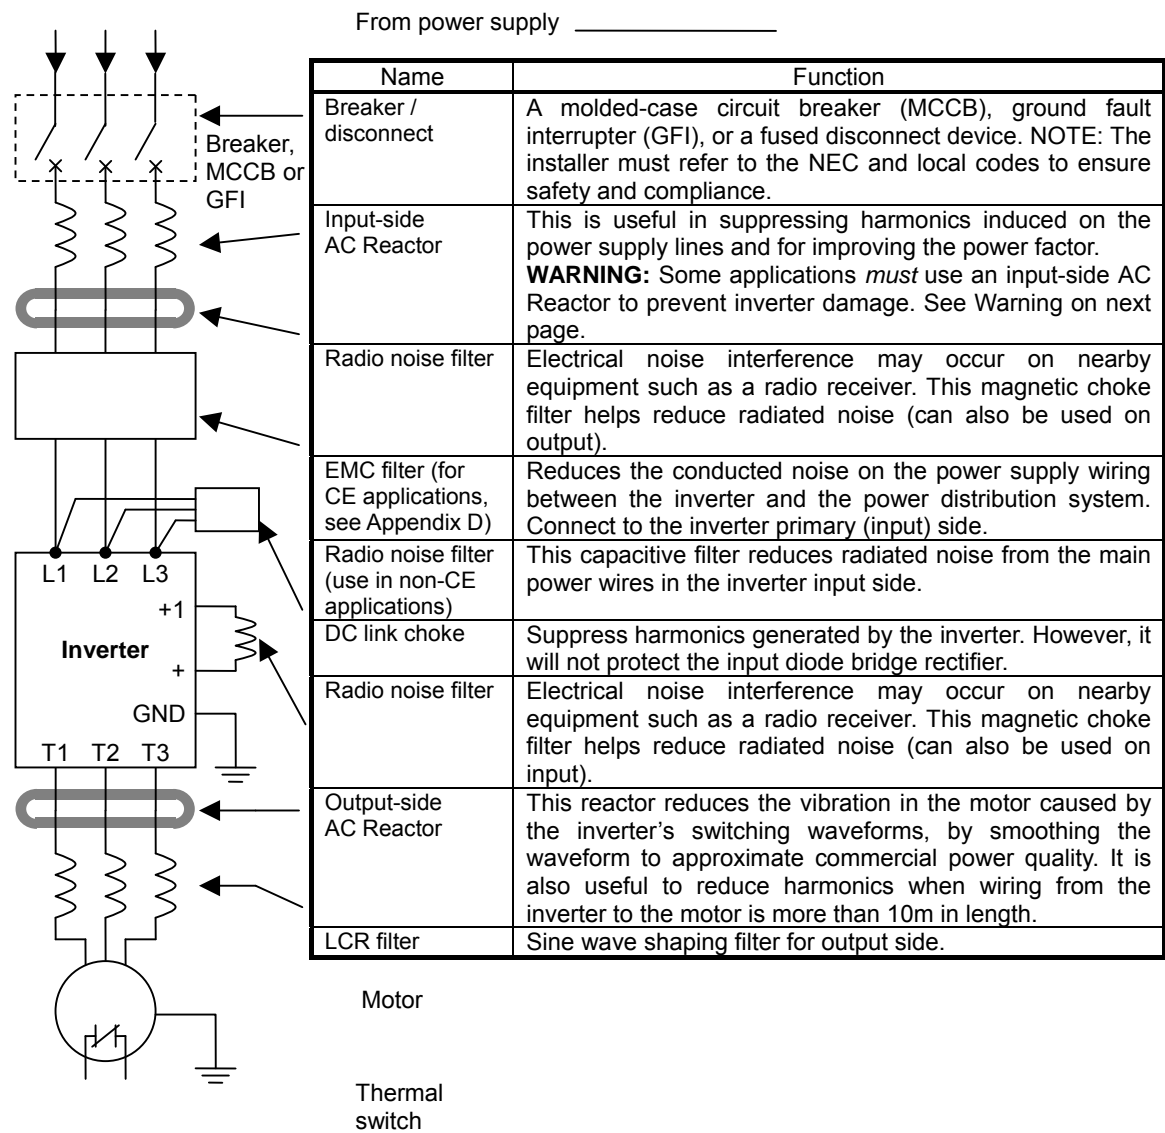 From power supply
Breaker,
MCCB or
GFI
L1 L2 L3
+1
Inverter
+
GND
T1 T2 T3
Name Function
Breaker /
disconnect
A molded-case circuit breaker (MCCB), ground fault
interrupter (GFI), or a fused disconnect device. NOTE: The
installer must refer to the NEC and local codes to ensure
safety and compliance.
Input-side
AC Reactor
This is useful in suppressing harmonics induced on the
power supply lines and for improving the power factor.
WARNING: Some applications must use an input-side AC
Reactor to prevent inverter damage. See Warning on next
page.
Radio noise filter
Electrical noise interference may occur on nearby
equipment such as a radio receiver. This magnetic choke
filter helps reduce radiated noise (can also be used on
output).
EMC filter (for
CE applications,
see Appendix D)
Reduces the conducted noise on the power supply wiring
between the inverter and the power distribution system.
Connect to the inverter primary (input) side.
Radio noise filter
(use in non-CE
applications)
This capacitive filter reduces radiated noise from the main
power wires in the inverter input side.
DC link choke
Suppress harmonics generated by the inverter. However, it
will not protect the input diode bridge rectifier.
Radio noise filter
Electrical noise interference may occur on nearby
equipment such as a radio receiver. This magnetic choke
filter helps reduce radiated noise (can also be used on
input).
Output-side
AC Reactor
This reactor reduces the vibration in the motor caused by
the inverter’s switching waveforms, by smoothing the
waveform to approximate commercial power quality. It is
also useful to reduce harmonics when wiring from the
inverter to the motor is more than 10m in length.
LCR filter
Sine wave shaping filter for output side.
Motor
Thermal
switch